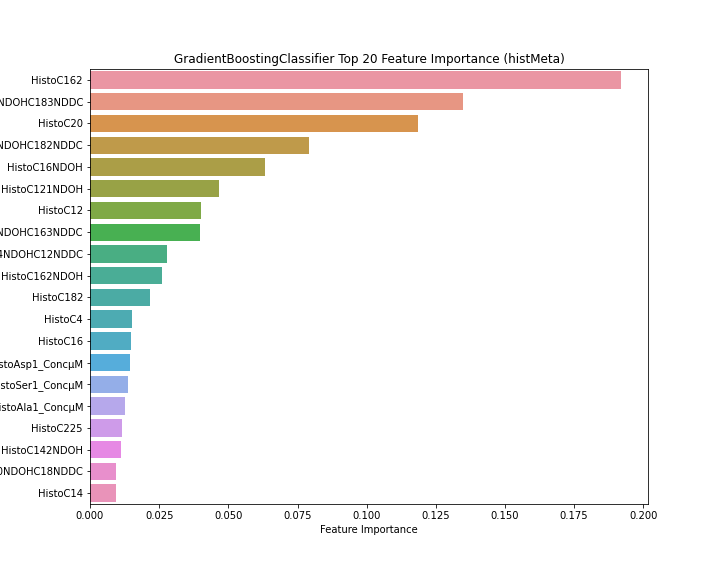 GradientBoostingClassifier Top 20 Feature Importance (histMeta)
HistoC162
NDOHC183NDDC
HistoC20
NDOHC182NDDC
HistoC16NDOH
HistoC121NDOH
HistoC12
NDOHC163NDDC
4NDOHC12NDDC
HistoC162NDOH
HistoC182
HistoC4
HistoC16
stoAsp1_ConcμM
stoSer1_ConcμM
istoAla1_ConcμM
HistoC225
HistoC142NDOH
0NDOHC18NDDC
HistoC14
0.000 0.025 0.050 0.075 0.100 0.125 0.150 0.175 0.200
Feature Importance